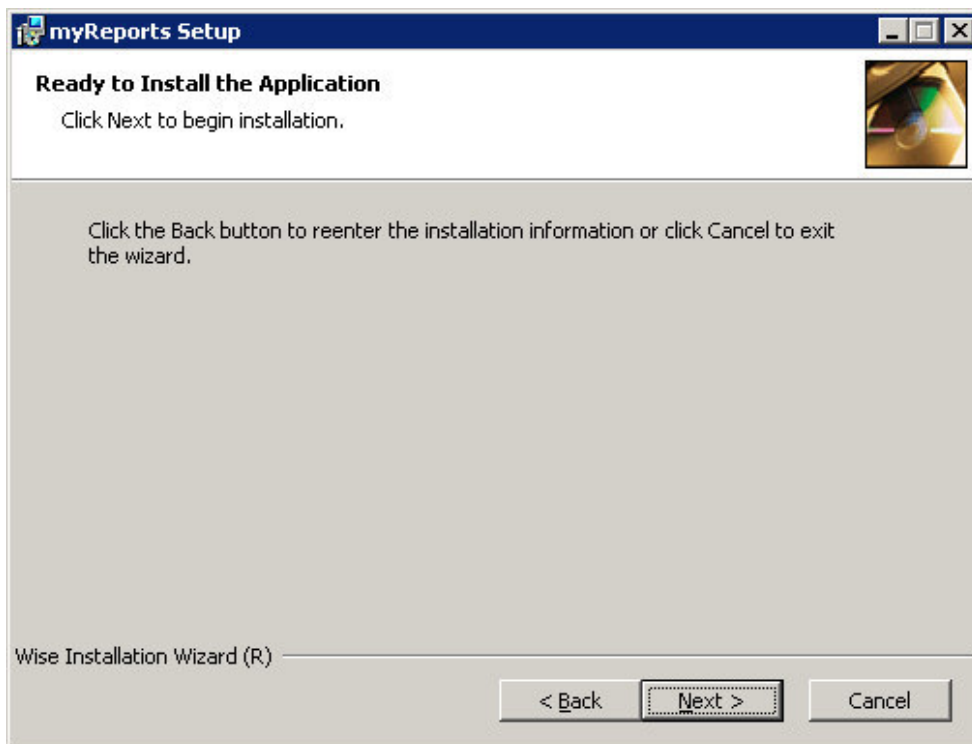 myReports Setup
Ready to Install the Application
Click Next to begin installation.
Click the Back button to reenter the installation information or click Cancel to exit
the wizard.
Wise Installation Wizard (R)
< Back Next > Cancel